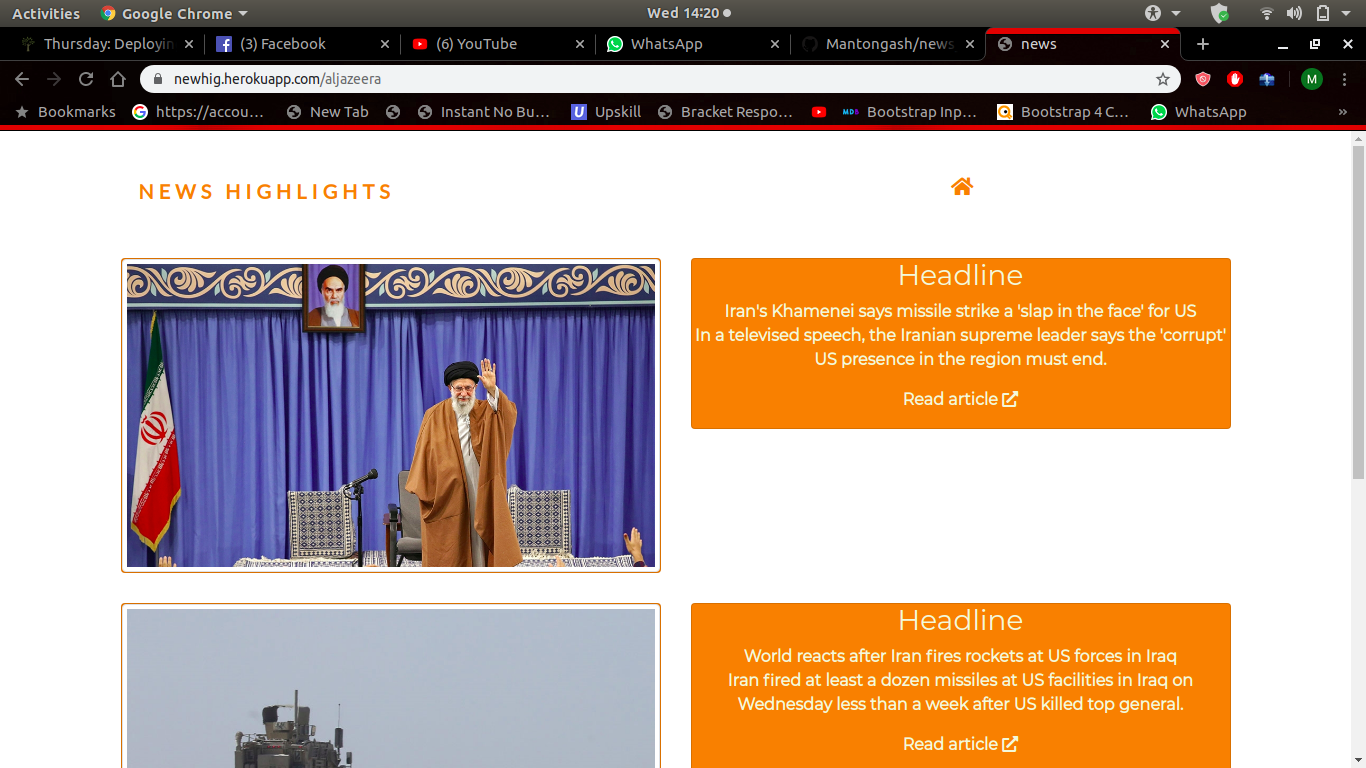 Activities
Google Chrome
Wed 14:20
Thursday: Deployin
(3) Facebook
(6) YouTube
WhatsApp
Mantongash/news
news
newhig.herokuapp.com/aljazeera
M
Bookmarks
https://accou…
New Tab
Instant No Bu…
U
Upskill
Bracket Respo…
MDB
Bootstrap Inp…
Bootstrap 4 C…
WhatsApp
»
NEWS HIGHLIGHTS
Headline
Iran's Khamenei says missile strike a 'slap in the face' for US
In a televised speech, the Iranian supreme leader says the 'corrupt'
US presence in the region must end.
Read article
Headline
World reacts after Iran fires rockets at US forces in Iraq
Iran fired at least a dozen missiles at US facilities in Iraq on
Wednesday less than a week after US killed top general.
Read article